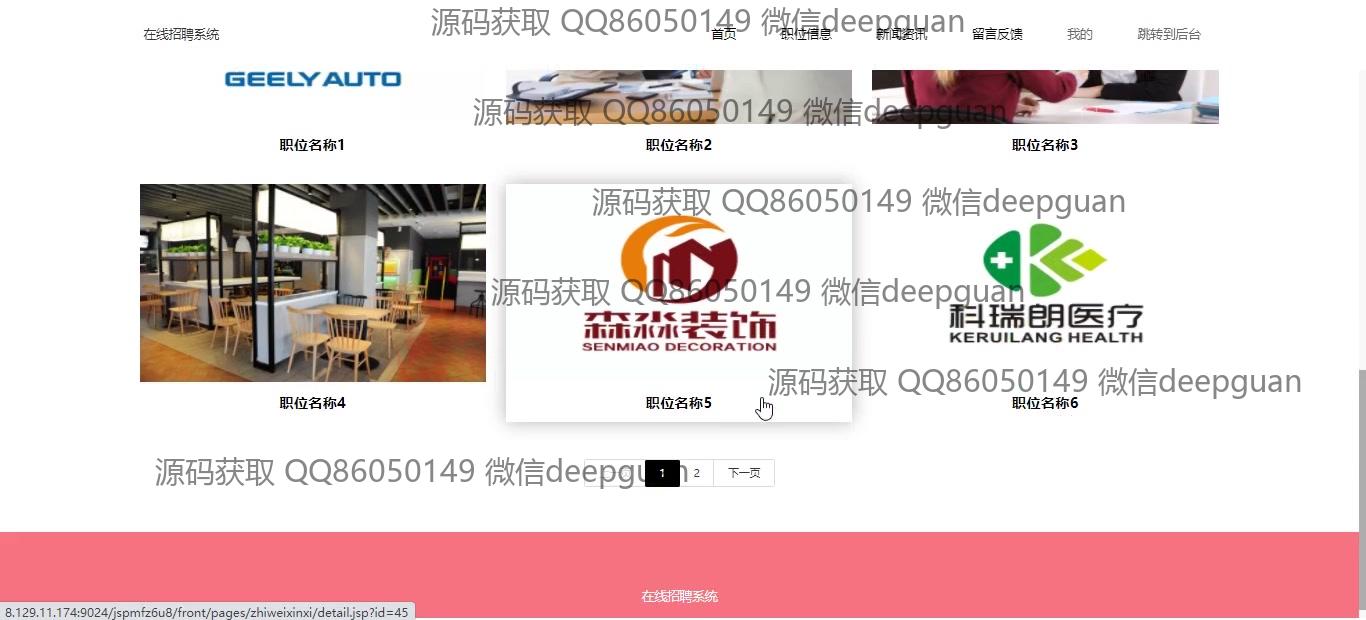 源码获取 QQ86050149 微信deepguan
在线招聘系统 首页 职位信息 新闻资讯 留言反馈 我的 跳转到后台
GEELY AUTO
源码获取 QQ86050149 微信deepguan
职位名称1 职位名称2 职位名称3
源码获取 QQ86050149 微信deepguan
源码获取 QQ86050149 微信deepguan
森淼装饰
SENMIAO DECORATION
科瑞朗医疗
KERUILANG HEALTH
源码获取 QQ86050149 微信deepguan
职位名称4 职位名称5 职位名称6
源码获取 QQ86050149 微信deepguan
1 2 下一页
在线招聘系统
8.129.11.174:9024/jspmfz6u8/front/pages/zhiweixinxi/detail.jsp?id=45